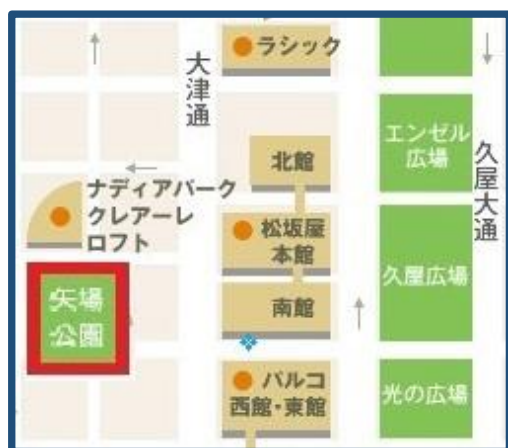 ラシック
大津通
エンゼル
広場
久屋大通
北館
ナディアパーク
クレアーレ
ロフト
松坂屋
本館
久屋広場
矢場
公園
南館
パルコ
西館・東館
光の広場